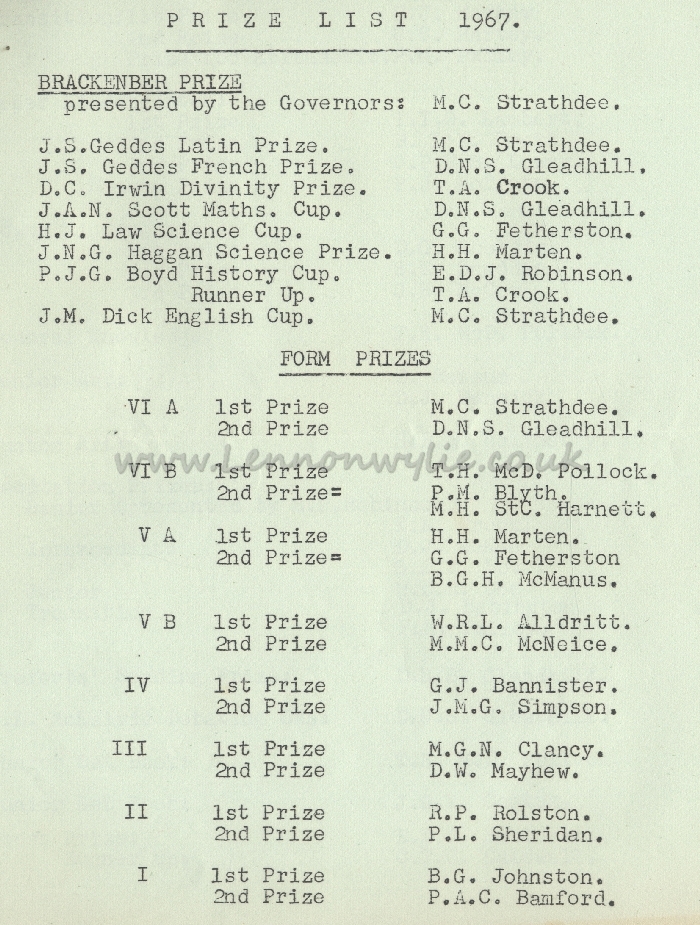 PRIZE LIST 1967.
BRACKENBER PRIZE
presented by the Governors: M.C. Strathdee.
J.S.Geddes Latin Prize. M.C. Strathdee.
J.S. Geddes French Prize. D.N.S. Gleadhill.
D.C. Irwin Divinity Prize. T.A. Crook.
J.A.N. Scott Maths. Cup. D.N.S. Gleadhill.
H.J. Law Science Cup. G.G. Fetherston.
J.N.G. Haggan Science Prize. H.H. Marten.
P.J.G. Boyd History Cup. E.D.J. Robinson.
Runner Up. T.A. Crook.
J.M. Dick English Cup. M.C. Strathdee.
FORM PRIZES
VI A 1st Prize M.C. Strathdee.
2nd Prize D.N.S. Gleadhill.
www.Lennonwylie.co.uk
VI B 1st Prize T.H. McD. Pollock.
2nd Prize= P.M. Blyth.
M.H. StC. Harnett.
V A 1st Prize H.H. Marten.
2nd Prize= G.G. Fetherston
B.G.H. McManus.
V B 1st Prize W.R.L. Alldritt.
2nd Prize M.M.C. McNeice.
IV 1st Prize G.J. Bannister.
2nd Prize J.M.G. Simpson.
III 1st Prize M.G.N. Clancy.
2nd Prize D.W. Mayhew.
II 1st Prize R.P. Rolston.
2nd Prize P.L. Sheridan.
I 1st Prize B.G. Johnston.
2nd Prize P.A.C. Bamford.